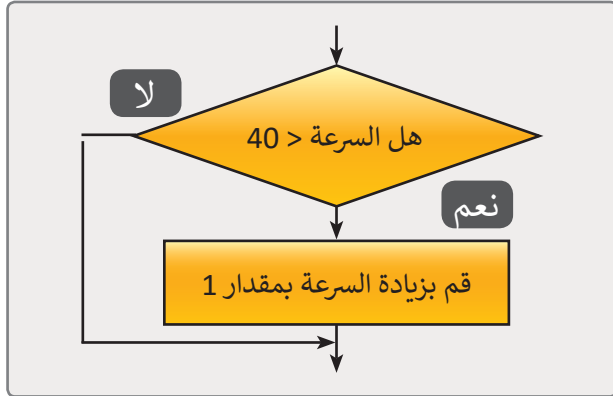 لا
هل السرعة < 40
نعم
قم بزيادة السرعة بمقدار 1